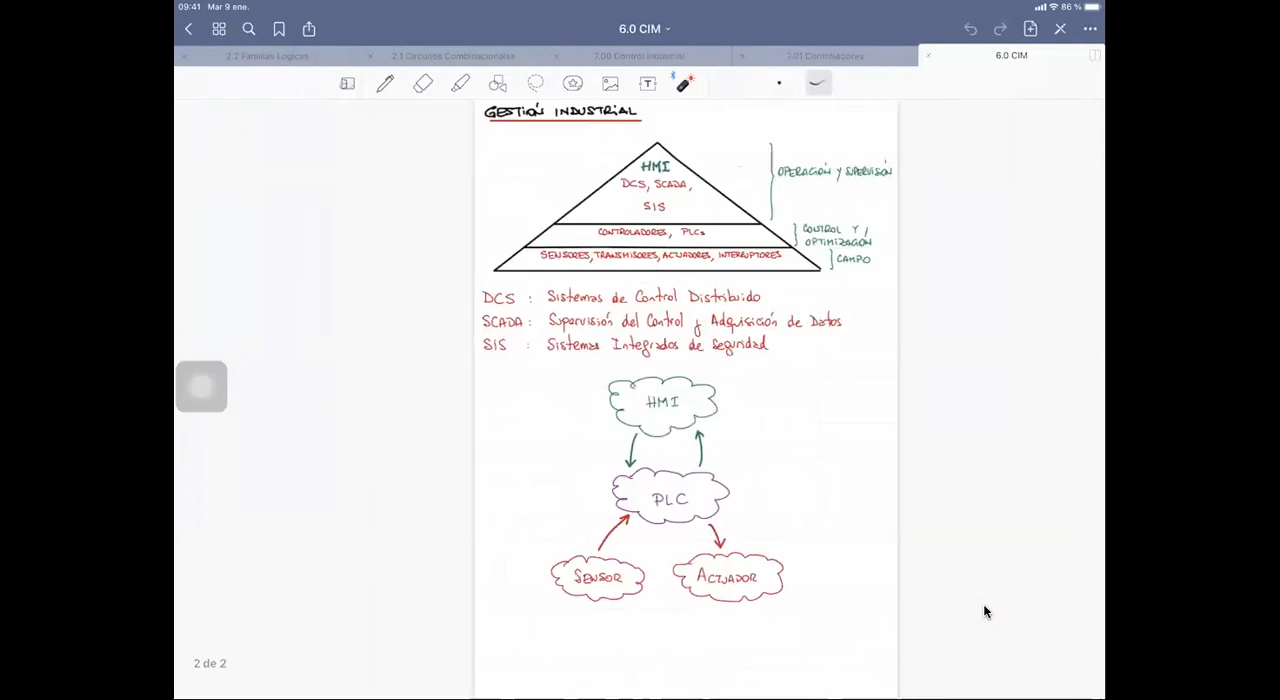 09:41 Mar 9 ene.
86 %
6.0 CIM
2.2 Familias Logicas
2.1 Circuitos Combinacionales
7.00 Control Industrial
7.01 Controladores
6.0 CIM
GESTIÓN INDUSTRIAL
HMI
DCS, SCADA,
SIS
OPERACIÓN Y SUPERVISIÓN
CONTROLADORES, PLCs
CONTROL Y
OPTIMIZACIÓN
SENSORES, TRANSMISORES, ACTUADORES, INTERRUPTORES
CAMPO
DCS : Sistemas de Control Distribuido
SCADA : Supervisión del Control y Adquisición de Datos
SIS : Sistemas Integrados de Seguridad
HMI
PLC
SENSOR
ACTUADOR
2 de 2